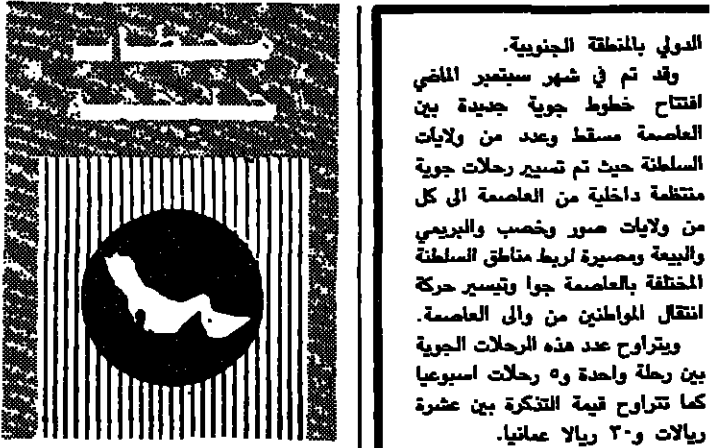 الدولي بالمنطقة الجنوبية.
وقد تم في شهر سبتمبر الماضي
افتتاح خطوط جوية جديدة بين
العاصمة مسقط وعدد من ولايات
السلطنة حيث تم تسيير رحلات جوية
منتظمة داخلية من العاصمة الى كل
من ولايات صور وخصب والبريمي
والبيعة ومصيرة لربط مناطق السلطنة
المختلفة بالعاصمة جوا وتيسير حركة
انتقال المواطنين من والى العاصمة.
ويتراوح عدد هذه الرحلات الجوية
بين رحلة واحدة و٥ رحلات اسبوعيا
كما تتراوح قيمة التذكرة بين عشرة
ريالات و٣٠ ريالا عمانيا.